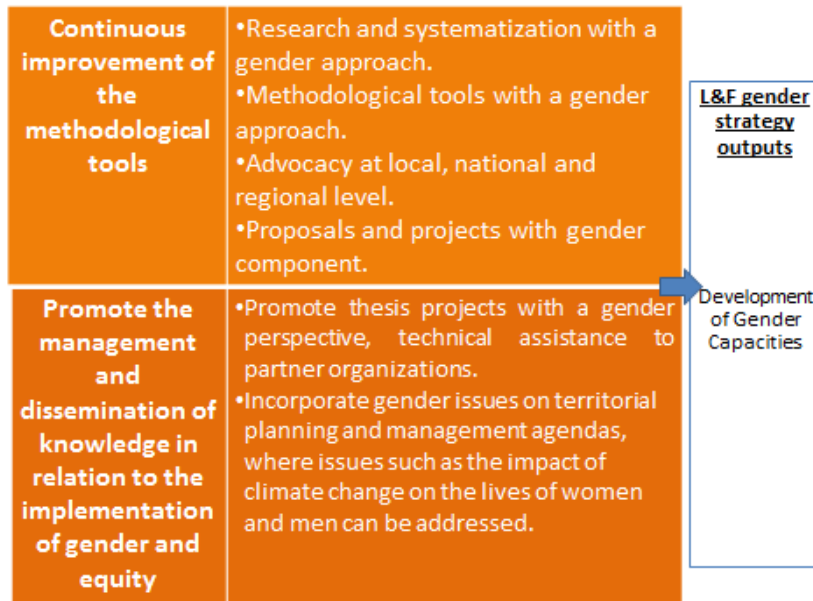 Continuous
improvement of
the
methodological
tools
•Research and systematization with a
gender approach.
•Methodological tools with a gender
approach.
•Advocacy at local, national and
regional level.
•Proposals and projects with gender
component.
Promote the
management
and
dissemination of
knowledge in
relation to the
implementation
of gender and
equity
•Promote thesis projects with a gender
perspective, technical assistance to
partner organizations.
•Incorporate gender issues on territorial
planning and management agendas,
where issues such as the impact of
climate change on the lives of women
and men can be addressed.
L&F gender
strategy
outputs
Development
of Gender
Capacities